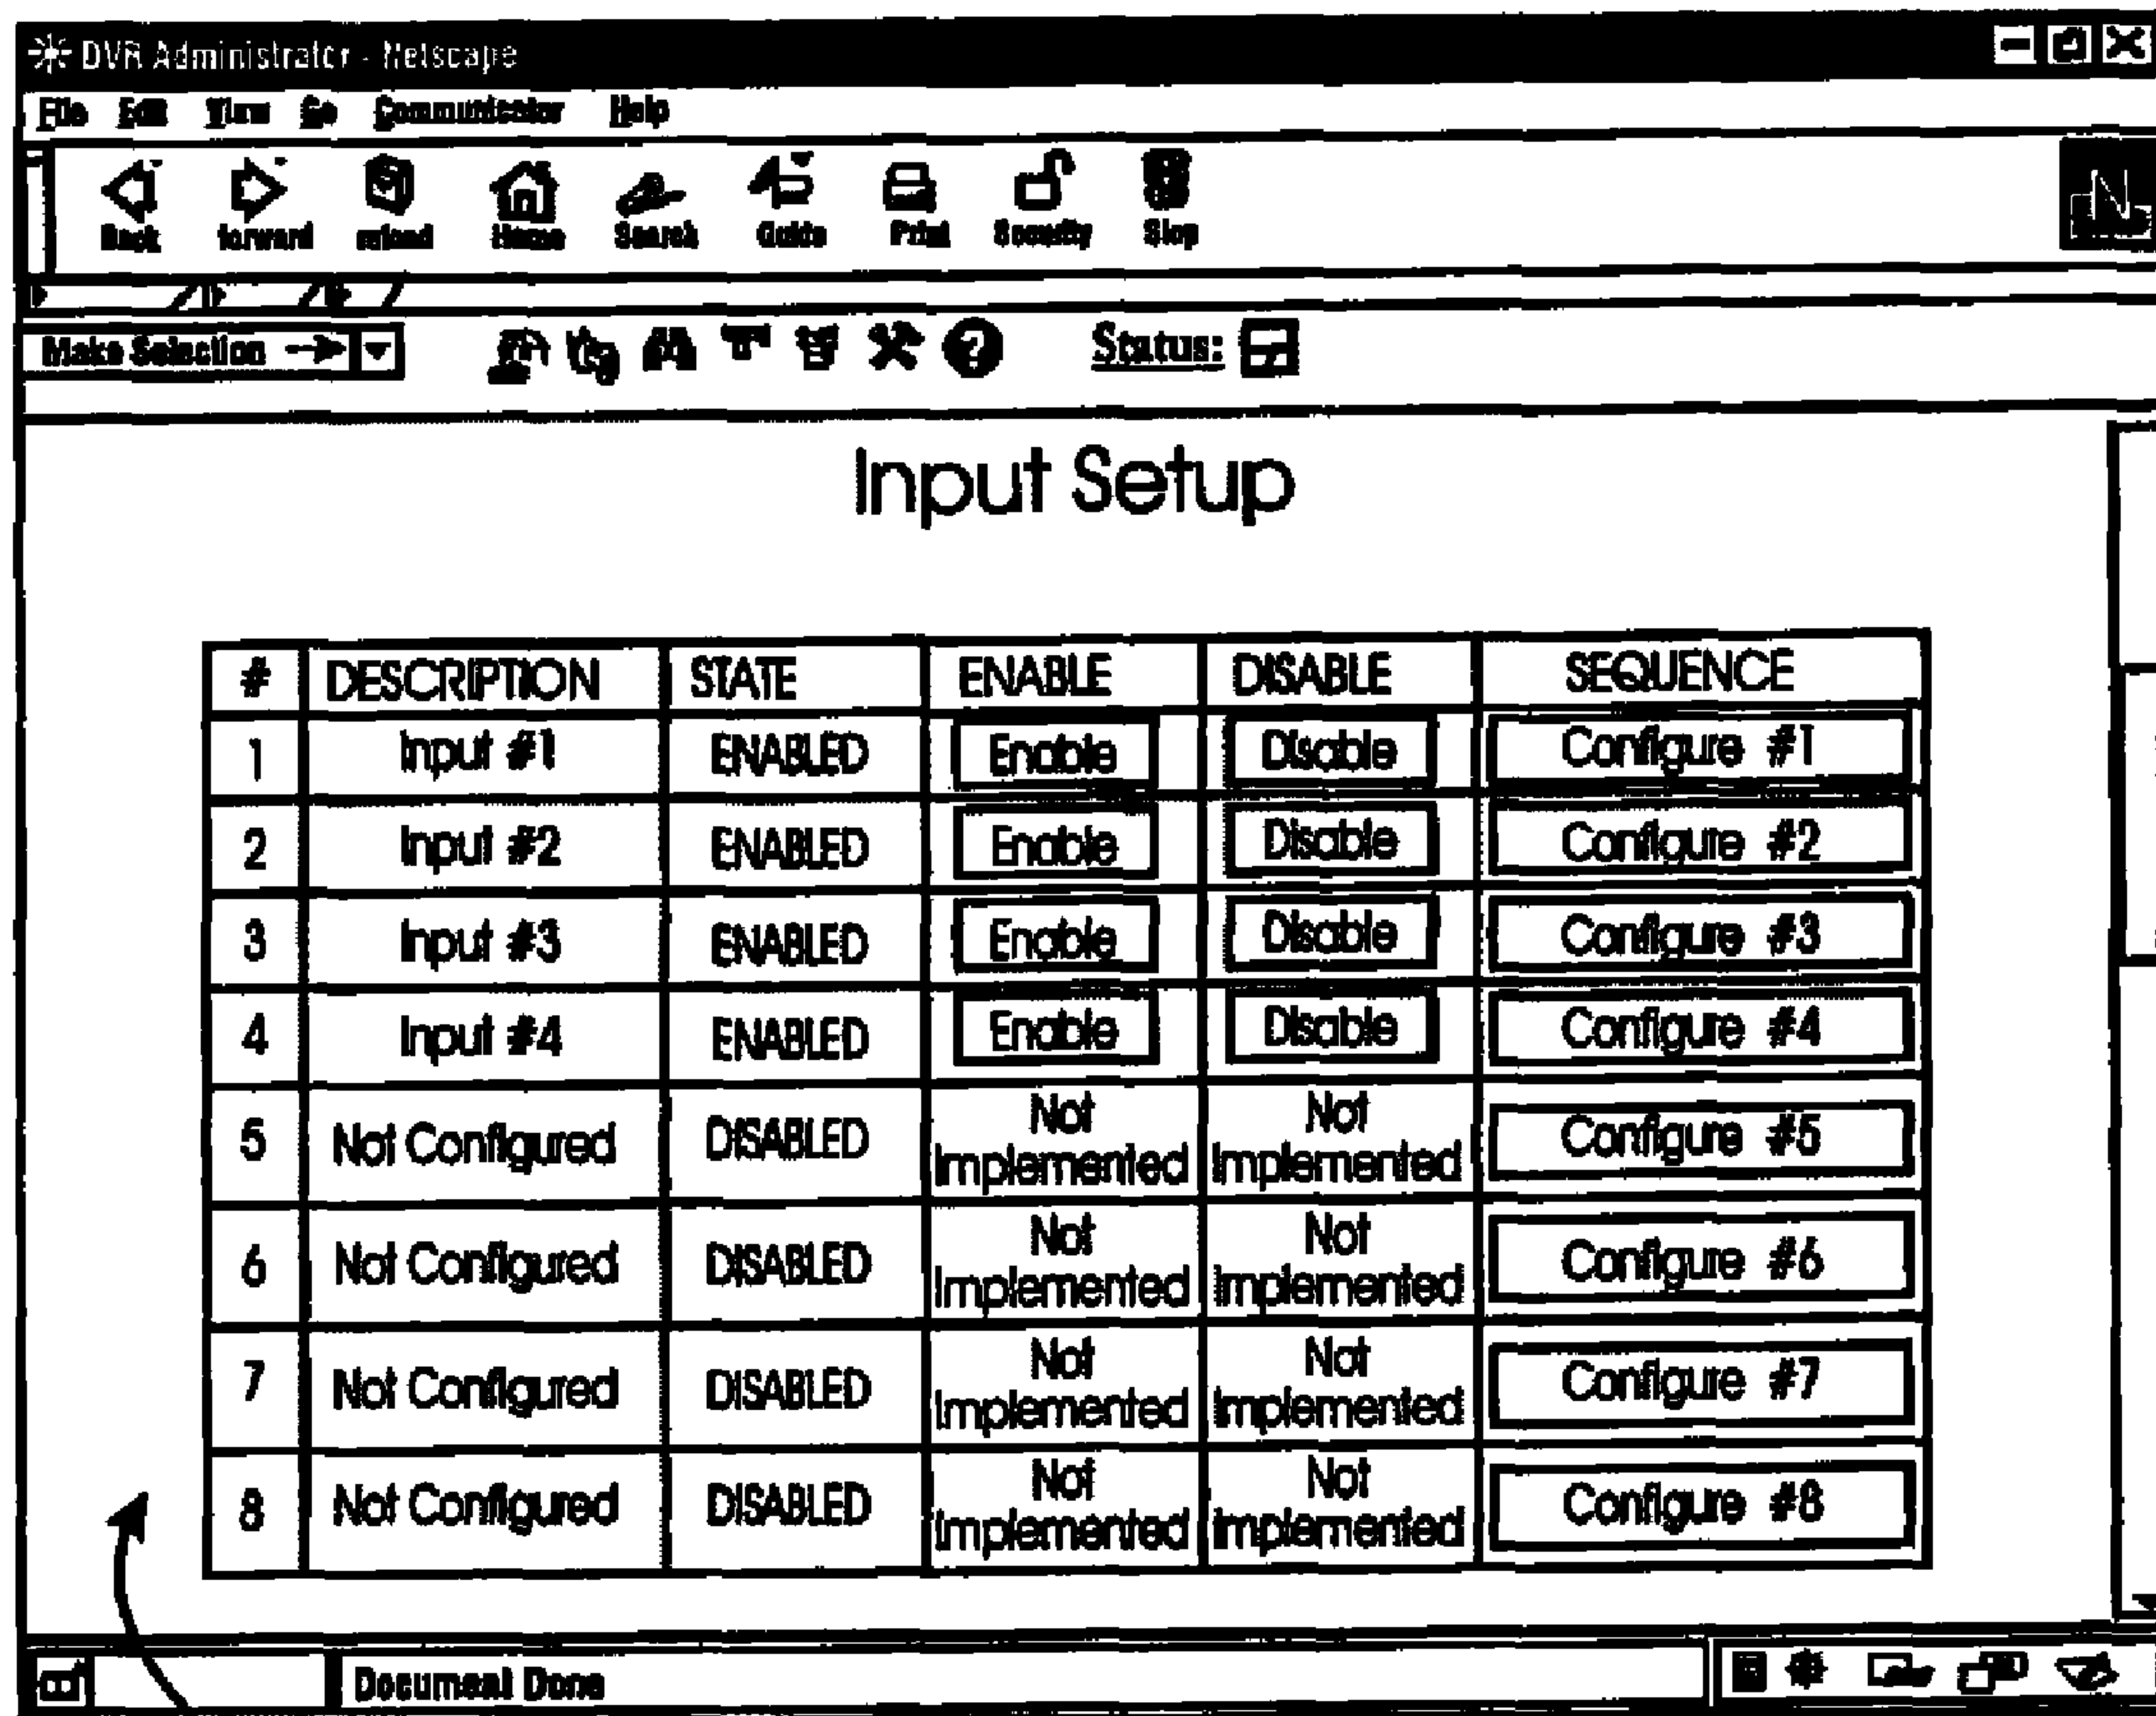 DVR Administrator - Netscape
File Edit View Go Communicator Help
Back forward reload Home Search Guide Print Security Stop
N
Make Selection --> Status:
Input Setup
# DESCRIPTION STATE ENABLE DISABLE SEQUENCE
1 Input #1 ENABLED Enable Disable Configure #1
2 Input #2 ENABLED Enable Disable Configure #2
3 Input #3 ENABLED Enable Disable Configure #3
4 Input #4 ENABLED Enable Disable Configure #4
5 Not Configured DISABLED Not Implemented Not Implemented Configure #5
6 Not Configured DISABLED Not Implemented Not Implemented Configure #6
7 Not Configured DISABLED Not Implemented Not Implemented Configure #7
8 Not Configured DISABLED Not Implemented Not Implemented Configure #8
Document Done